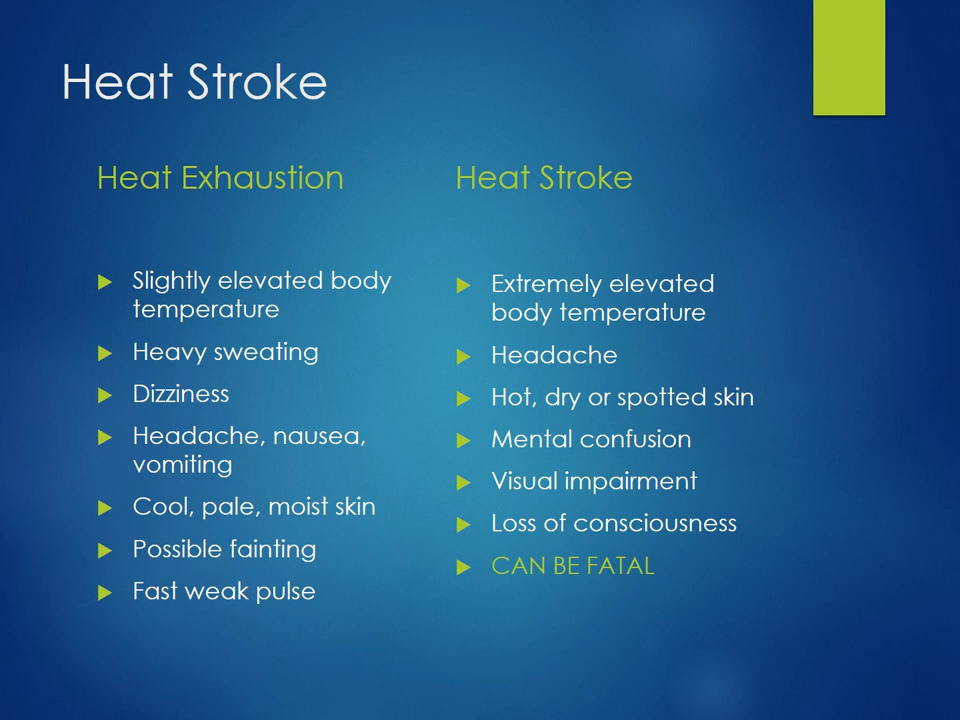 Heat Stroke
Heat Exhaustion
Slightly elevated body
temperature
Heavy sweating
Dizziness
Headache, nausea,
vomiting
Cool, pale, moist skin
Possible fainting
Fast weak pulse
Heat Stroke
Extremely elevated
body temperature
Headache
Hot, dry or spotted skin
Mental confusion
Visual impairment
Loss of consciousness
CAN BE FATAL